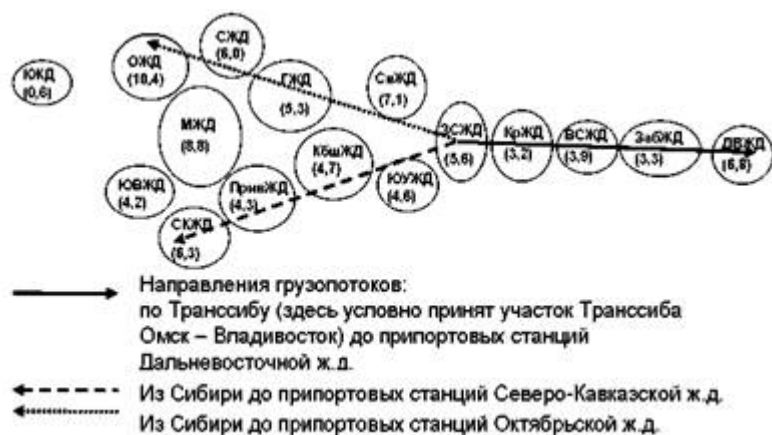 СЖД
(6,0)
ОЖД
(10,4)
ЮЖД
(0,6)
ГЖД
(5,3)
СвЖД
(7,1)
МЖД
(8,8)
ЗСЖД
(5,6)
КрЖД
(3,2)
ВСЖД
(3,9)
ЗабЖД
(3,3)
ДВЖД
(6,8)
КбшЖД
(4,7)
ЮУЖД
(4,6)
ЮВЖД
(4,2)
ПривЖД
(4,3)
СКЖД
(6,3)
Направления грузопотоков:
по Транссибу (здесь условно принят участок Транссиба
Омск – Владивосток) до припортовых станций
Дальневосточной ж.д.
Из Сибири до припортовых станций Северо-Кавказской ж.д.
Из Сибири до припортовых станций Октябрьской ж.д.